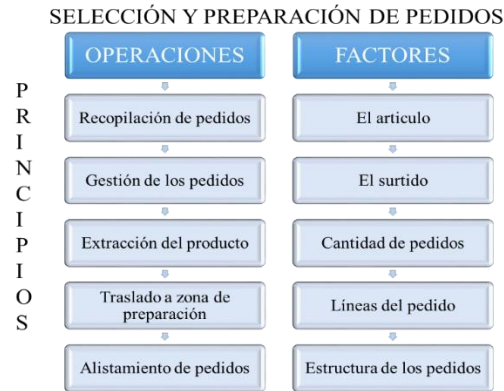 SELECCIÓN Y PREPARACIÓN DE PEDIDOS
PRINCIPIOS
OPERACIONES
Recopilación de pedidos
Gestión de los pedidos
Extracción del producto
Traslado a zona de
preparación
Alistamiento de pedidos
FACTORES
El articulo
El surtido
Cantidad de pedidos
Líneas del pedido
Estructura de los pedidos